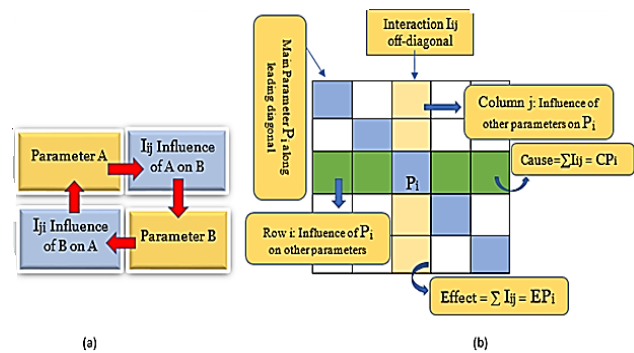 Parameter A
Iij Influence
of A on B
Iji Influence
of B on A
Parameter B
(a)
(b)
Main Parameter Pi along
leading diagonal
Interaction Iij
off-diagonal
Column j: Influence of
other parameters on Pi
Cause=∑Iij = CPi
Pi
Row i: Influence of Pi
on other parameters
Effect = ∑ Iij = EPi